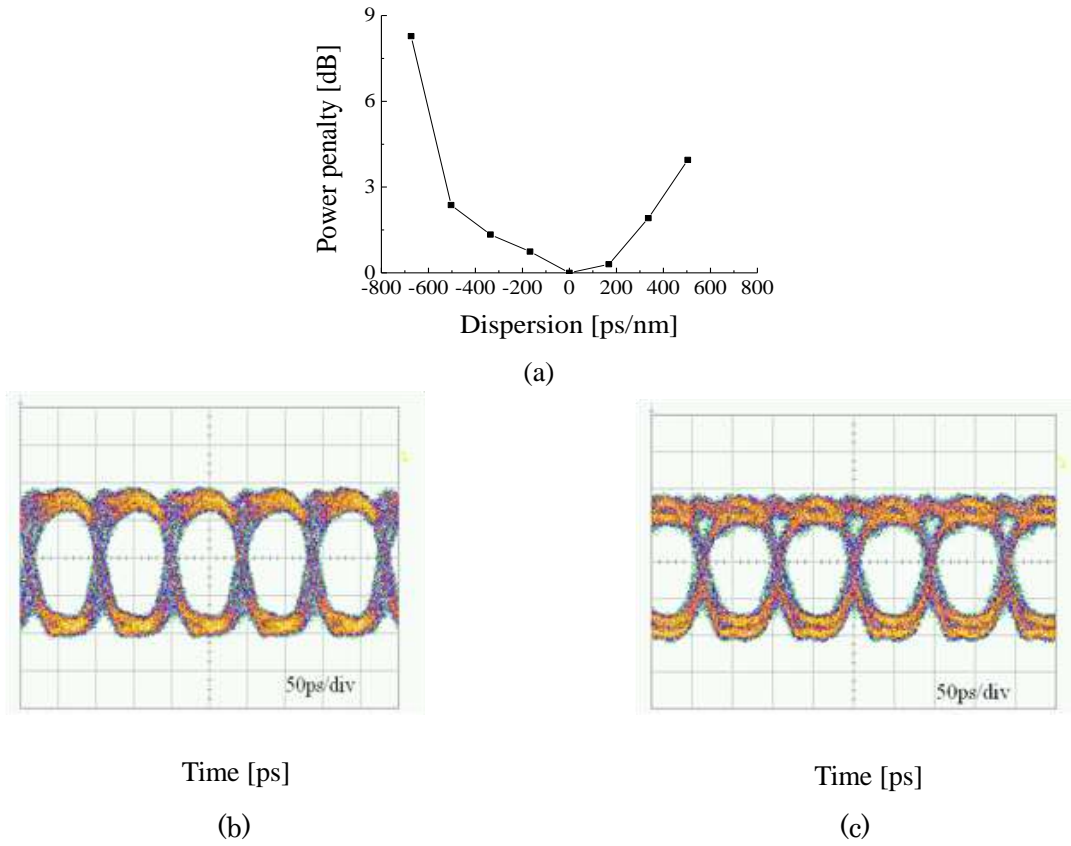 9
6
3
0
Power penalty [dB]
-800 -600 -400 -200 0 200 400 600 800
Dispersion [ps/nm]
(a)
50ps/div
50ps/div
Time [ps]
Time [ps]
(b)
(c)